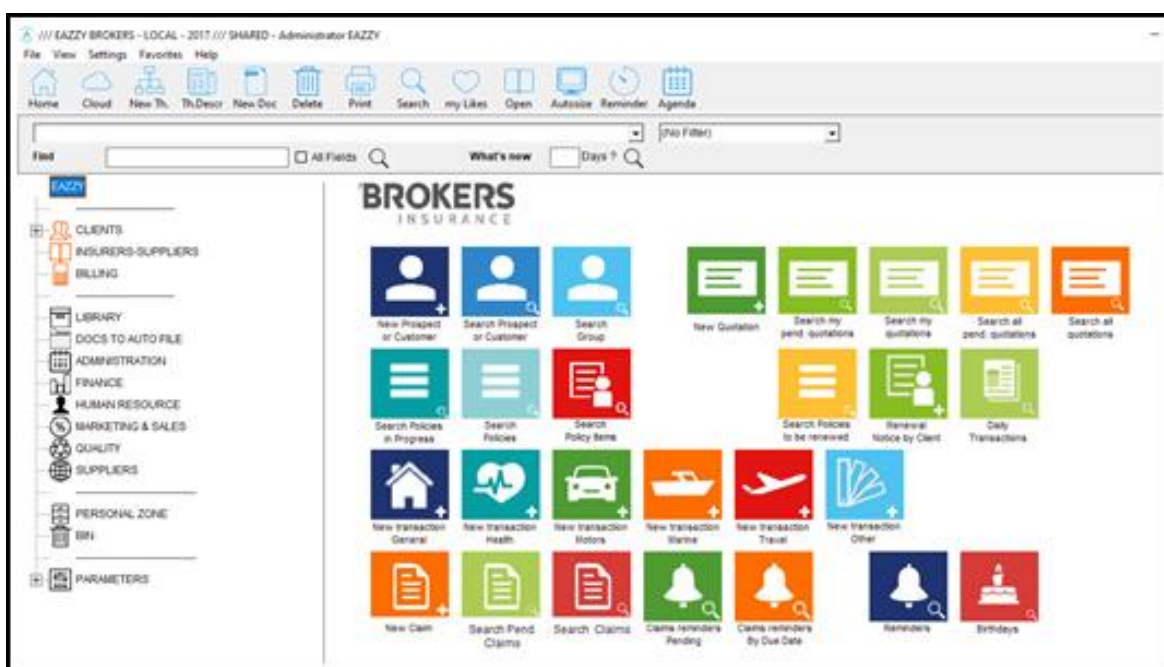 /// EAZZY BROKERS - LOCAL - 2017 /// SHARED - Administrator EAZZY
File View Settings Favorites Help
Home Cloud New Th. Th.Descr New Doc Delete Print Search my Likes Open Autosize Reminder Agenda
(No Filter)
Find All Fields What's new Days ?
EAZZY
CLIENTS
INSURERS-SUPPLIERS
BILLING
LIBRARY
DOCS TO AUTO FILE
ADMINISTRATION
FINANCE
HUMAN RESOURCE
MARKETING & SALES
QUALITY
SUPPLIERS
PERSONAL ZONE
BIN
PARAMETERS
BROKERS
INSURANCE
New Prospect
or Customer
Search Prospect
or Customer
Search
Group
New Quotation
Search my
pend. quotations
Search my
quotations
Search all
pend. quotations
Search all
quotations
Search Policies
in Progress
Search
Policies
Search
Policy Items
Search Policies
to be renewed
Renewal
Notice by Client
Daily
Transactions
New transaction
General
New transaction
Health
New transaction
Motors
New transaction
Marine
New transaction
Travel
New transaction
Other
New Claim
Search Pend
Claims
Search Claims
Claims reminders
Pending
Claims reminders
By Due Date
Reminders
Birthdays